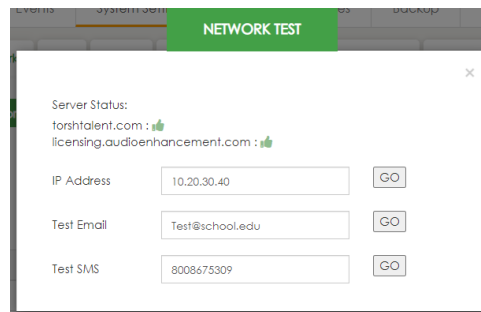 Events System Se es Backup
NETWORK TEST
×
Server Status:
torshtalent.com :
licensing.audioenhancement.com :
IP Address 10.20.30.40 GO
Test Email Test@school.edu GO
Test SMS 8008675309 GO